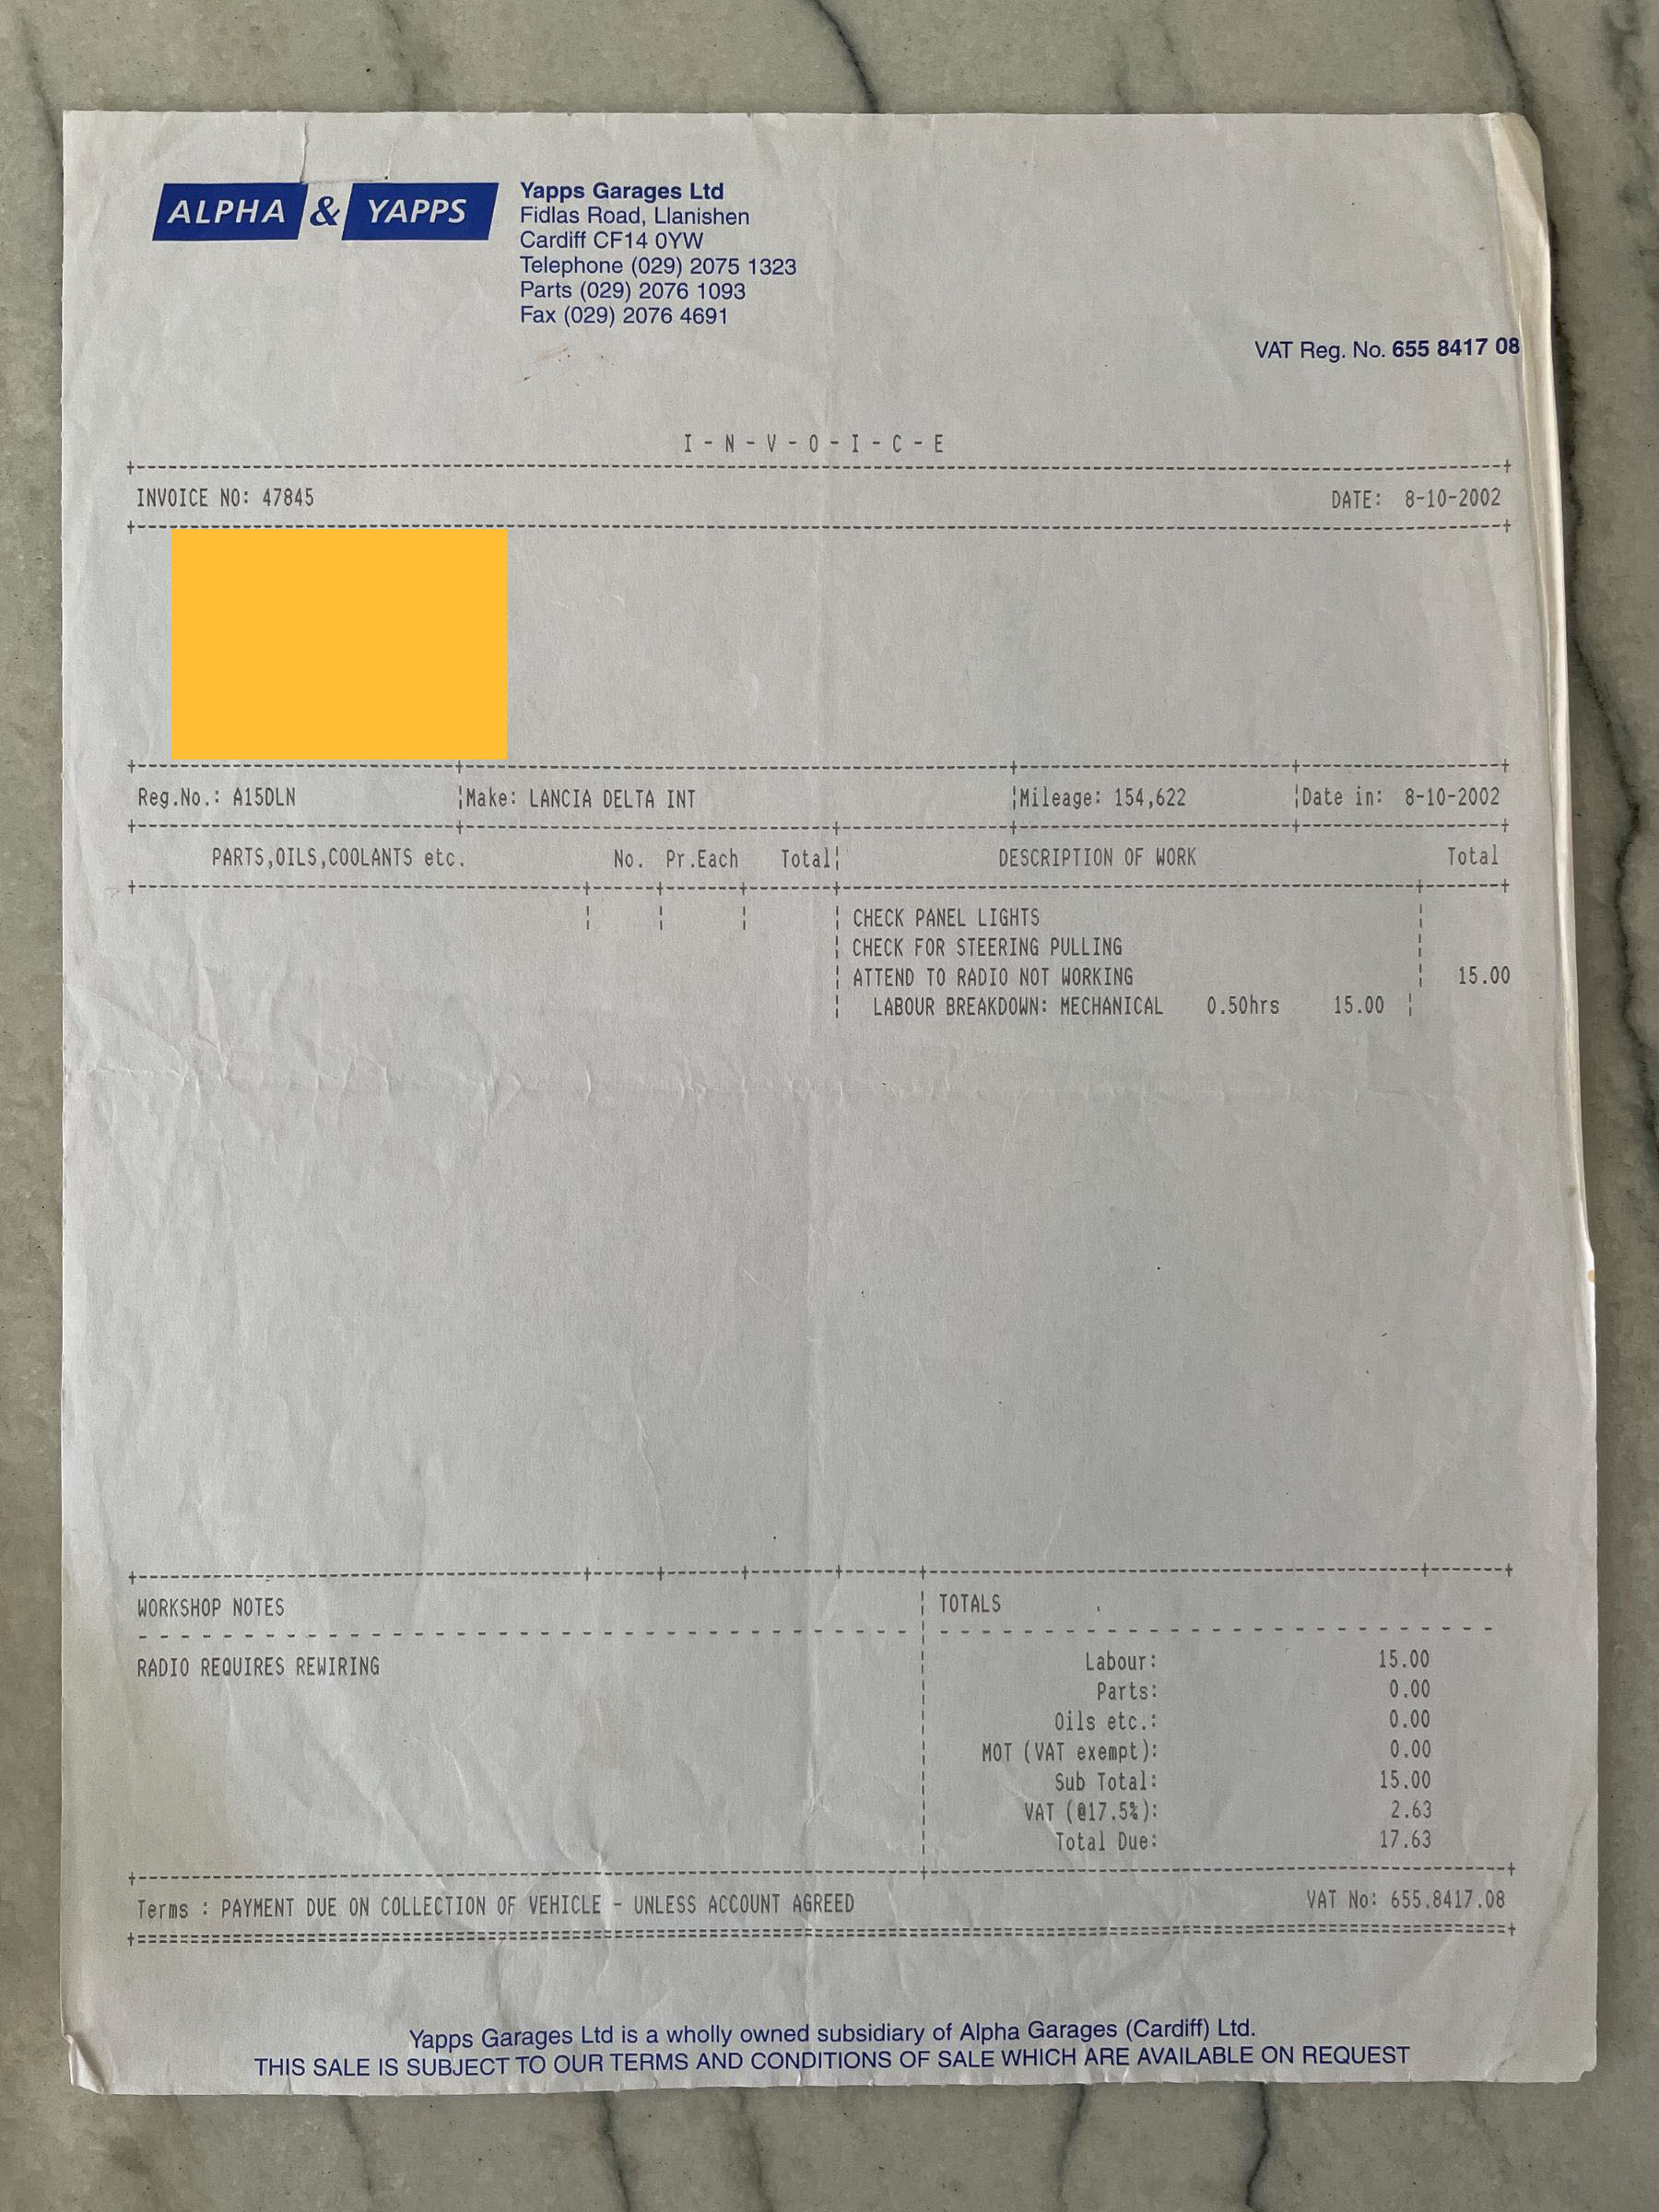 ALPHA & YAPPS
Yapps Garages Ltd
Fidlas Road, Llanishen
Cardiff CF14 0YW
Telephone (029) 2075 1323
Parts (029) 2076 1093
Fax (029) 2076 4691
VAT Reg. No. 655 8417 08
I - N - V - O - I - C - E
INVOICE NO: 47845 DATE: 8-10-2002
Reg.No.: A15DLN Make: LANCIA DELTA INT Mileage: 154,622 Date in: 8-10-2002
PARTS,OILS,COOLANTS etc. No. Pr.Each Total DESCRIPTION OF WORK Total
CHECK PANEL LIGHTS
CHECK FOR STEERING PULLING
ATTEND TO RADIO NOT WORKING 15.00
LABOUR BREAKDOWN: MECHANICAL 0.50hrs 15.00
WORKSHOP NOTES
RADIO REQUIRES REWIRING
TOTALS
Labour: 15.00
Parts: 0.00
Oils etc.: 0.00
MOT (VAT exempt): 0.00
Sub Total: 15.00
VAT (@17.5%): 2.63
Total Due: 17.63
Terms : PAYMENT DUE ON COLLECTION OF VEHICLE - UNLESS ACCOUNT AGREED VAT No: 655.8417.08
Yapps Garages Ltd is a wholly owned subsidiary of Alpha Garages (Cardiff) Ltd.
THIS SALE IS SUBJECT TO OUR TERMS AND CONDITIONS OF SALE WHICH ARE AVAILABLE ON REQUEST